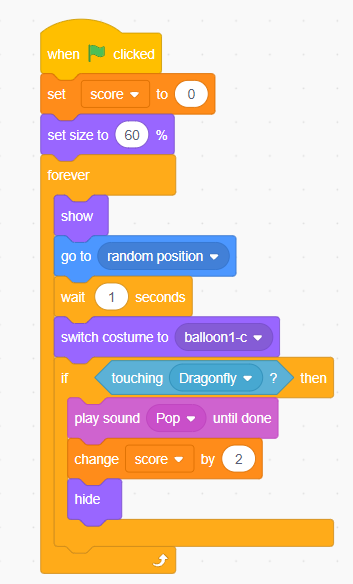 when clicked
set score to 0
set size to 60 %
forever
show
go to random position
wait 1 seconds
switch costume to balloon1-c
if touching Dragonfly ? then
play sound Pop until done
change score by 2
hide